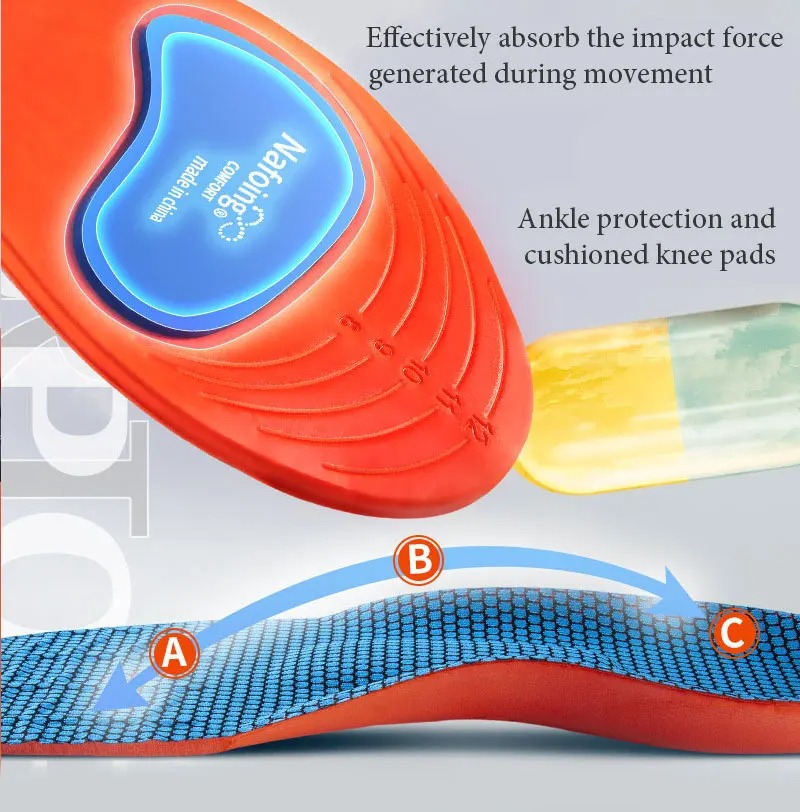 Effectively absorb the impact force
generated during movement
Nafoing®
COMFORT
made in china
Ankle protection and
cushioned knee pads
8
9
10
11
12
B
A
C